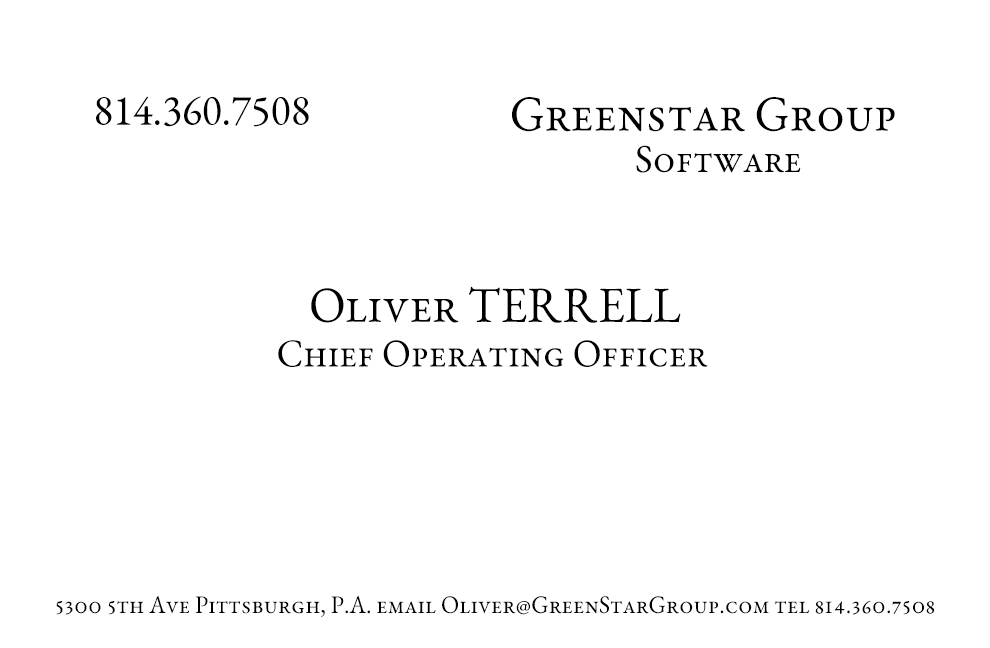 814.360.7508
Greenstar Group
Software
Oliver TERRELL
Chief Operating Officer
5300 5th Ave Pittsburgh, P.A. email Oliver@GreenStarGroup.com tel 814.360.7508